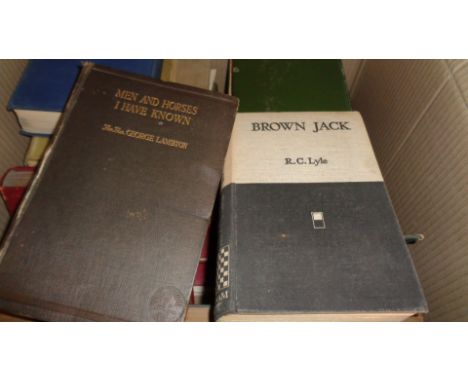 MEN AND HORSES
I HAVE KNOWN
The Hon. GEORGE LAMBTON
BROWN JACK
R.C. Lyle